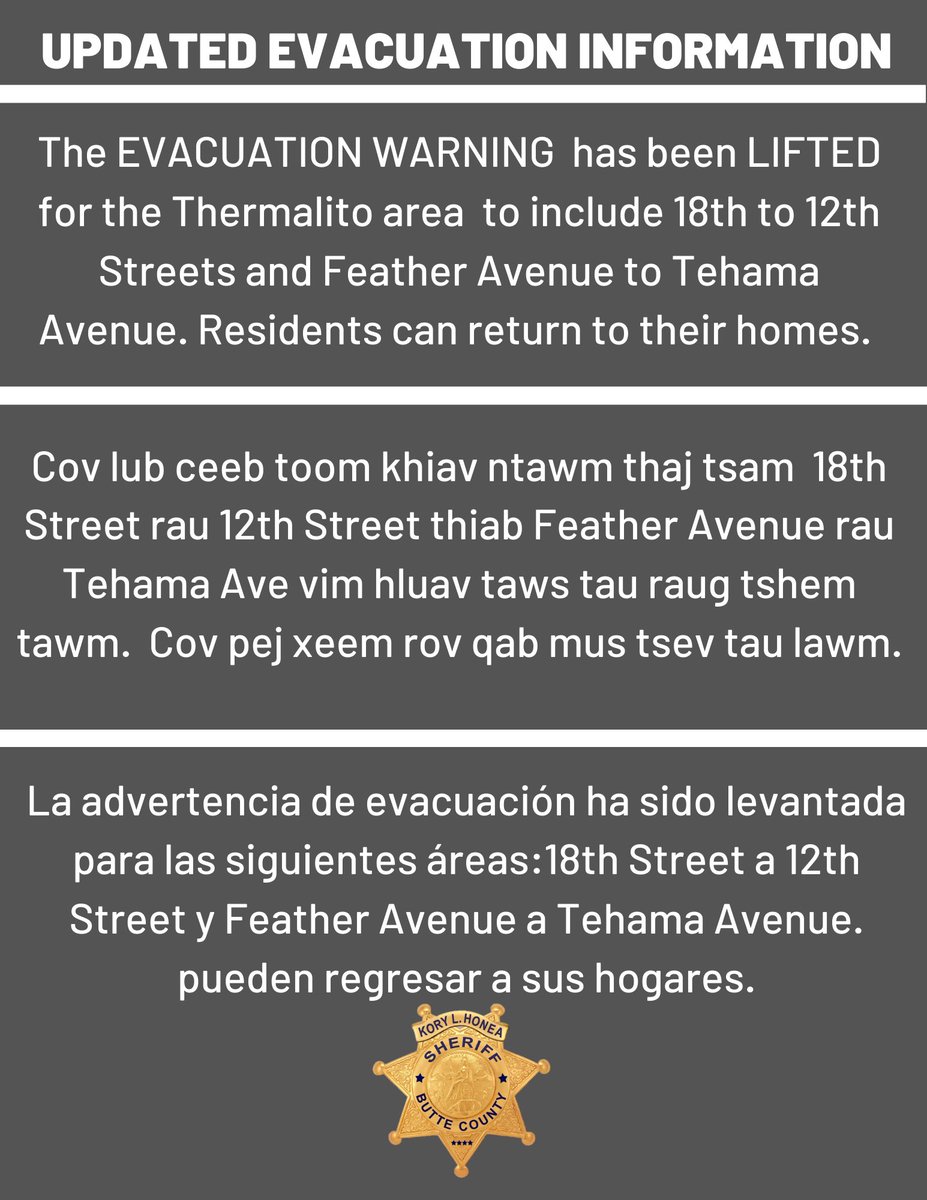 UPDATED EVACUATION INFORMATION
The EVACUATION WARNING has been LIFTED
for the Thermalito area to include 18th to 12th
Streets and Feather Avenue to Tehama
Avenue. Residents can return to their homes.
Cov lub ceeb toom khiav ntawm thaj tsam 18th
Street rau 12th Street thiab Feather Avenue rau
Tehama Ave vim hluav taws tau raug tshem
tawm. Cov pej xeem rov qab mus tsev tau lawm.
La advertencia de evacuación ha sido levantada
para las siguientes áreas:18th Street a 12th
Street y Feather Avenue a Tehama Avenue.
pueden regresar a sus hogares.
KORY L. HONEA
SHERIFF
BUTTE COUNTY